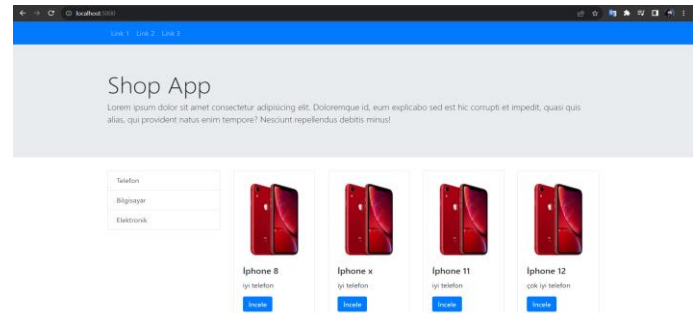 localhost:5000
Link 1 Link 2 Link 3
Shop App
Lorem ipsum dolor sit amet consectetur adipisicing elit. Doloremque id, eum explicabo sed est hic corrupti et impedit, quasi quis
alias, qui provident natus enim tempore? Nesciunt repellendus debitis minus!
Telefon
Bilgisayar
Elektronik
İphone 8
iyi telefon
İncele
İphone x
iyi telefon
İncele
İphone 11
iyi telefon
İncele
İphone 12
çok iyi telefon
İncele